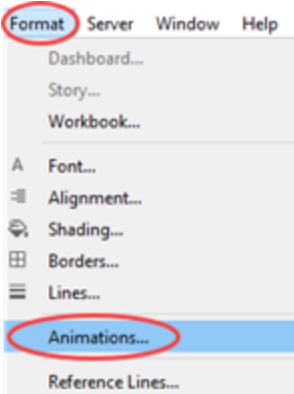 Format Server Window Help
Dashboard...
Story...
Workbook...
A Font...
Alignment...
Shading...
Borders...
Lines...
Animations...
Reference Lines...